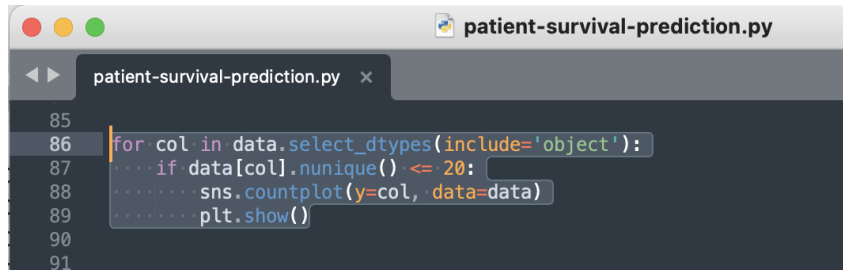 patient-survival-prediction.py
patient-survival-prediction.py ×
85
86 for col in data.select_dtypes(include='object'):
87     if data[col].nunique() <= 20:
88         sns.countplot(y=col, data=data)
89         plt.show()
90
91